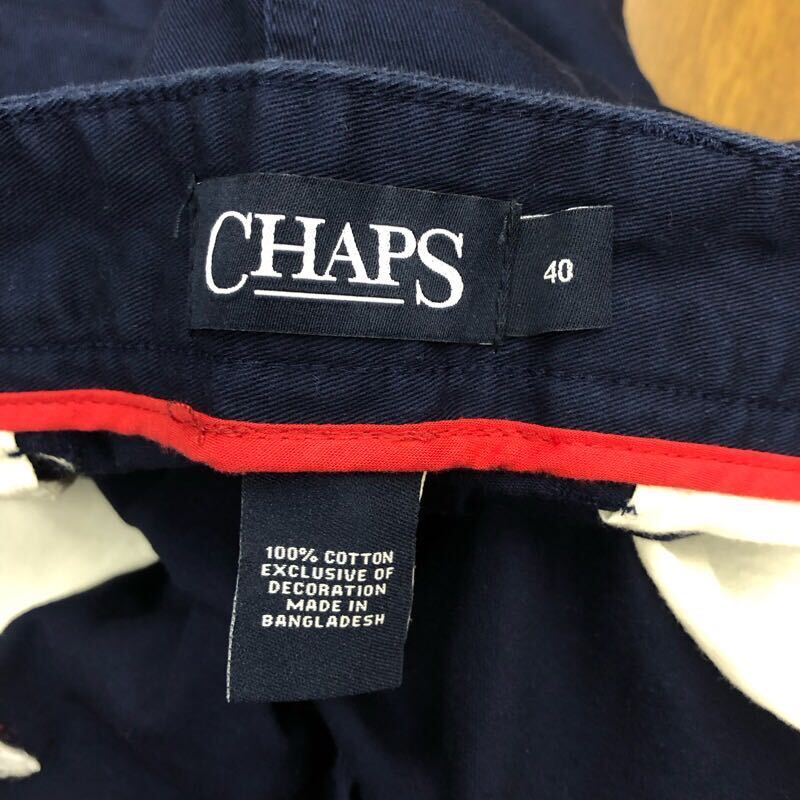 CHAPS
40
100% COTTON
EXCLUSIVE OF
DECORATION
MADE IN
BANGLADESH